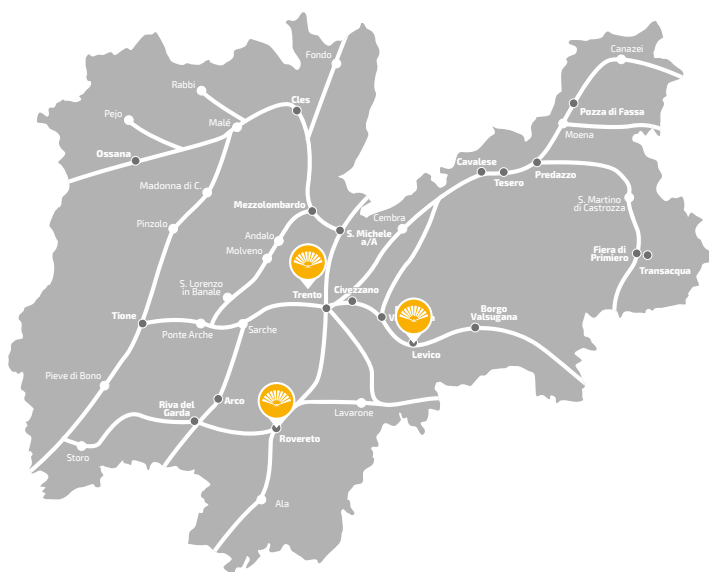 Canazei
Fondo
Rabbi
Cles
Pozza di Fassa
Pejo
Malé
Moena
Ossana
Cavalese
Tesero
Predazzo
Madonna di C.
S. Martino
di Castrozza
Mezzolombardo
Cembra
Pinzolo
Andalo
S. Michele
a/A
Molveno
Fiera di
Primiero
Transacqua
S. Lorenzo
in Banale
Trento
Civezzano
Borgo
Valsugana
Tione
Ponte Arche
Sarche
Levico
Pieve di Bono
Riva del
Garda
Arco
Lavarone
Rovereto
Storo
Ala